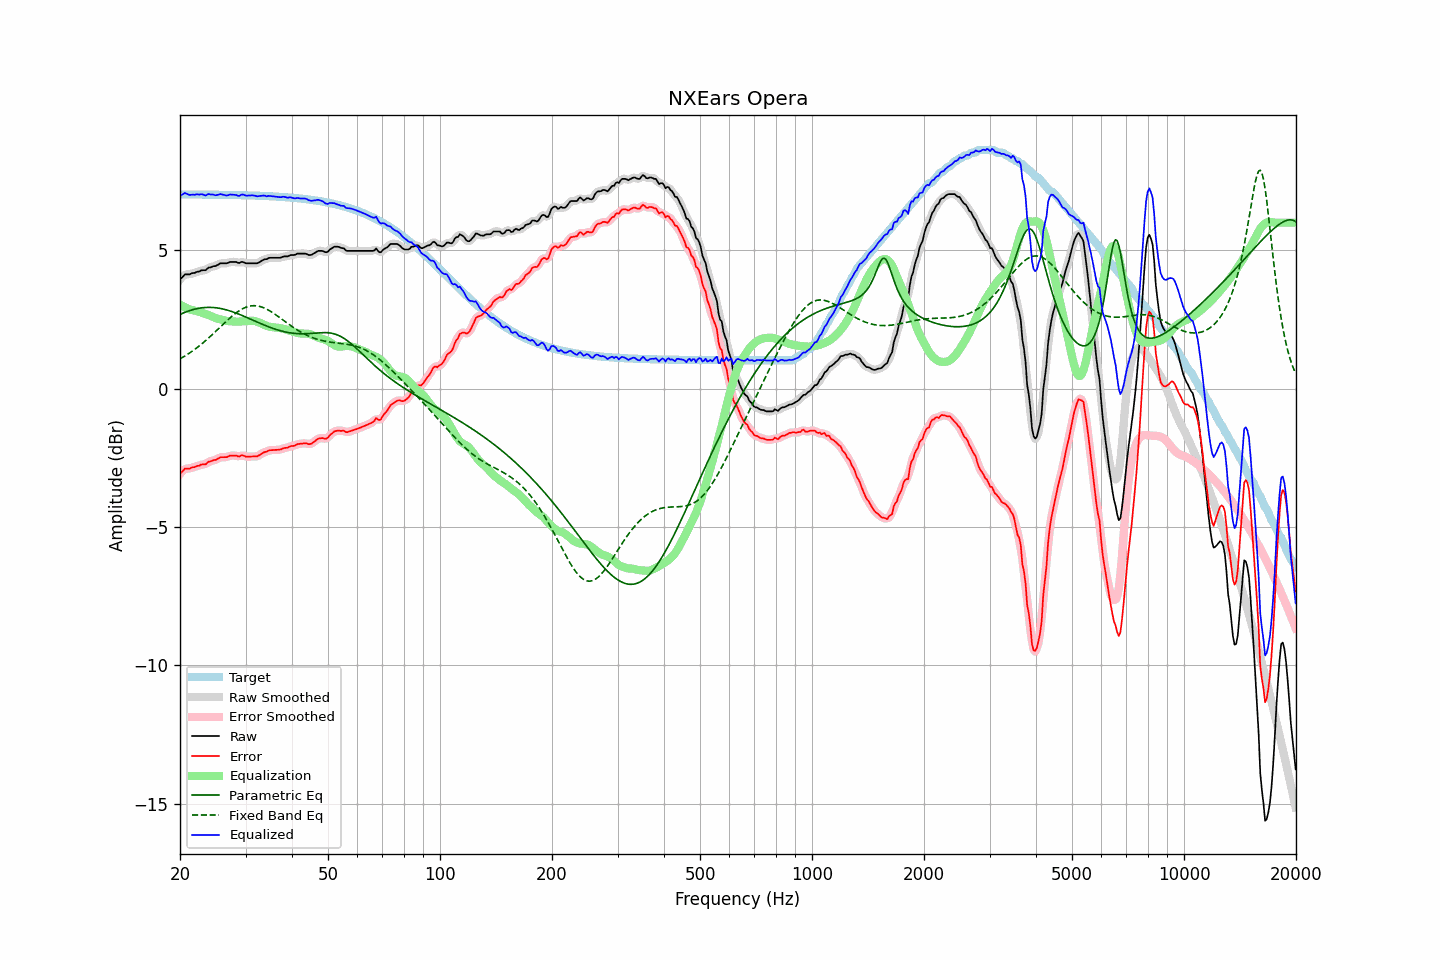 NXEars Opera
Amplitude (dBr)
5
0
−5
−10
−15
Target
Raw Smoothed
Error Smoothed
Raw
Error
Equalization
Parametric Eq
Fixed Band Eq
Equalized
20 50 100 200 500 1000 2000 5000 10000 20000
Frequency (Hz)